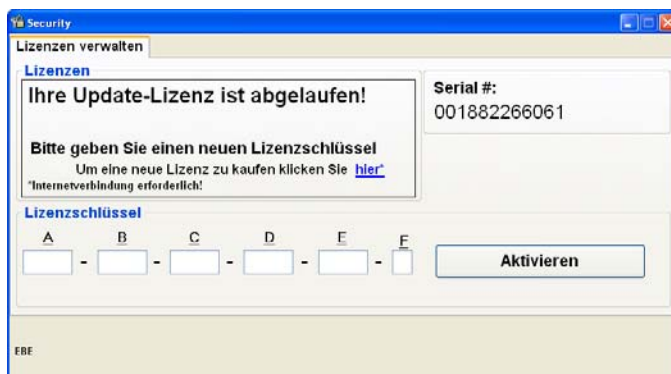 Security
Lizenzen verwalten
Lizenzen
Ihre Update-Lizenz ist abgelaufen!
Bitte geben Sie einen neuen Lizenzschlüssel
Um eine neue Lizenz zu kaufen klicken Sie hier*
*Internetverbindung erforderlich!
Serial #:
001882266061
Lizenzschlüssel
A B C D E F
- - - - -
Aktivieren
EBE